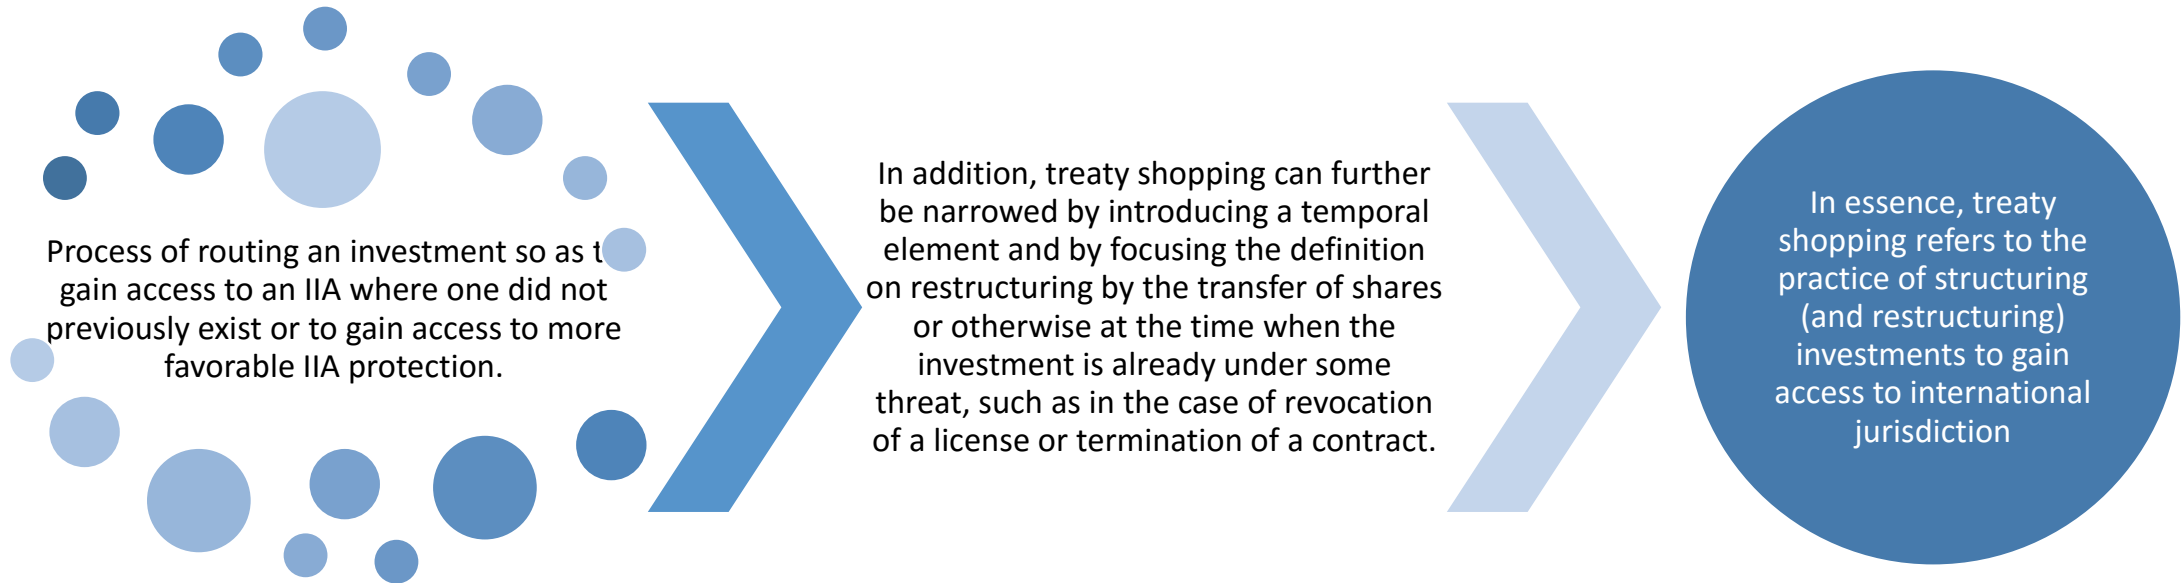 Process of routing an investment so as t
gain access to an IIA where one did not
previously exist or to gain access to more
favorable IIA protection.
In addition, treaty shopping can further
be narrowed by introducing a temporal
element and by focusing the definition
on restructuring by the transfer of shares
or otherwise at the time when the
investment is already under some
threat, such as in the case of revocation
of a license or termination of a contract.
In essence, treaty
shopping refers to the
practice of structuring
(and restructuring)
investments to gain
access to international
jurisdiction